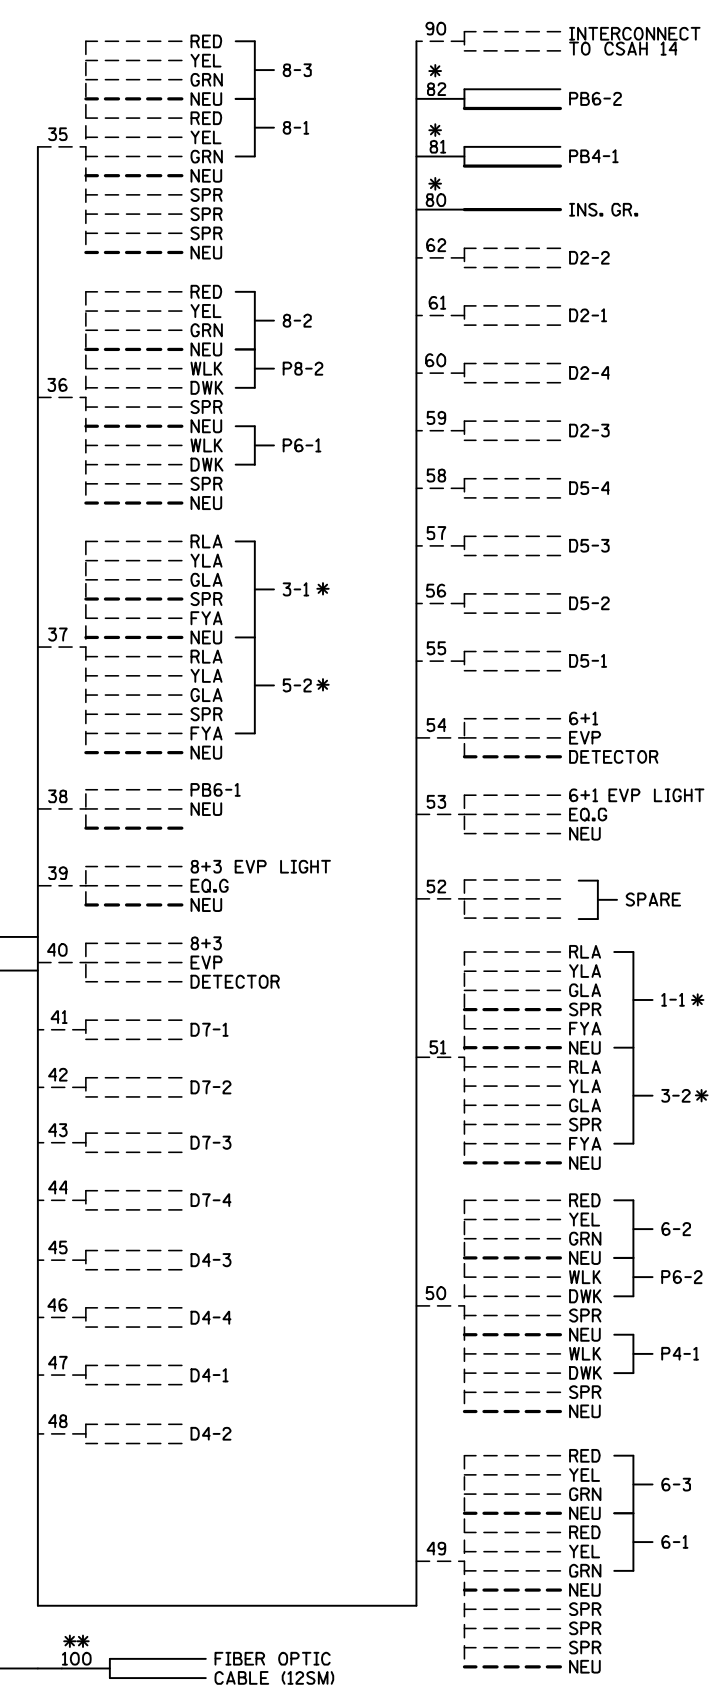 35
RED
YEL
GRN
NEU
RED
YEL
GRN
NEU
SPR
SPR
SPR
NEU
8-3
8-1
36
RED
YEL
GRN
NEU
WLK
DWK
SPR
NEU
WLK
DWK
SPR
NEU
8-2
P8-2
P6-1
37
RLA
YLA
GLA
SPR
FYA
NEU
RLA
YLA
GLA
SPR
FYA
NEU
3-1 *
5-2 *
38
PB6-1
NEU
39
8+3 EVP LIGHT
EQ.G
NEU
40
8+3
EVP
DETECTOR
41
D7-1
42
D7-2
43
D7-3
44
D7-4
45
D4-3
46
D4-4
47
D4-1
48
D4-2
90
INTERCONNECT
TO CSAH 14
*
82
PB6-2
*
81
PB4-1
*
80
INS. GR.
62
D2-2
61
D2-1
60
D2-4
59
D2-3
58
D5-4
57
D5-3
56
D5-2
55
D5-1
54
6+1
EVP
DETECTOR
53
6+1 EVP LIGHT
EQ.G
NEU
52
SPARE
51
RLA
YLA
GLA
SPR
FYA
NEU
RLA
YLA
GLA
SPR
FYA
NEU
1-1 *
3-2 *
50
RED
YEL
GRN
NEU
WLK
DWK
SPR
NEU
WLK
DWK
SPR
NEU
6-2
P6-2
P4-1
49
RED
YEL
GRN
NEU
RED
YEL
GRN
NEU
SPR
SPR
SPR
NEU
6-3
6-1
**
100
FIBER OPTIC
CABLE (12SM)